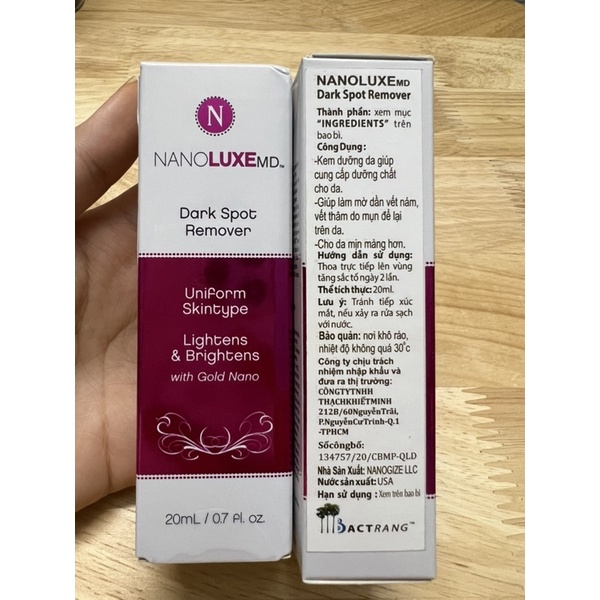 N
NANOLUXEMD™
Dark Spot
Remover
Uniform
Skintype
Lightens
& Brightens
with Gold Nano
20mL / 0.7 fl. oz.
NANOLUXEMD
Dark Spot Remover
Thành phần: xem mục
"INGREDIENTS" trên
bao bì.
Công Dụng:
-Kem dưỡng da giúp
cung cấp dưỡng chất
cho da.
-Giúp làm mờ dần vết nám,
vết thâm do mụn để lại
trên da.
-Cho da mịn màng hơn.
Hướng dẫn sử dụng:
Thoa trực tiếp lên vùng
tăng sắc tố ngày 2 lần.
Thể tích thực: 20ml.
Lưu ý: Tránh tiếp xúc
mắt, nếu xảy ra rửa sạch
với nước.
Bảo quản: nơi khô ráo,
nhiệt độ không quá 30°c
Công ty chịu trách
nhiệm nhập khẩu và
đưa ra thị trường:
CÔNGTYTNHH
THẠCHKHIẾTMINH
212B/60NguyễnTrãi,
P.NguyễnCưTrinh-Q.1
-TPHCM
Sốcôngbố:
134757/20/CBMP-QLD
Nhà Sản Xuất: NANOGIZE LLC
Nước sản xuất: USA
Hạn sử dụng : Xem trên bao bì
BACTRANG™